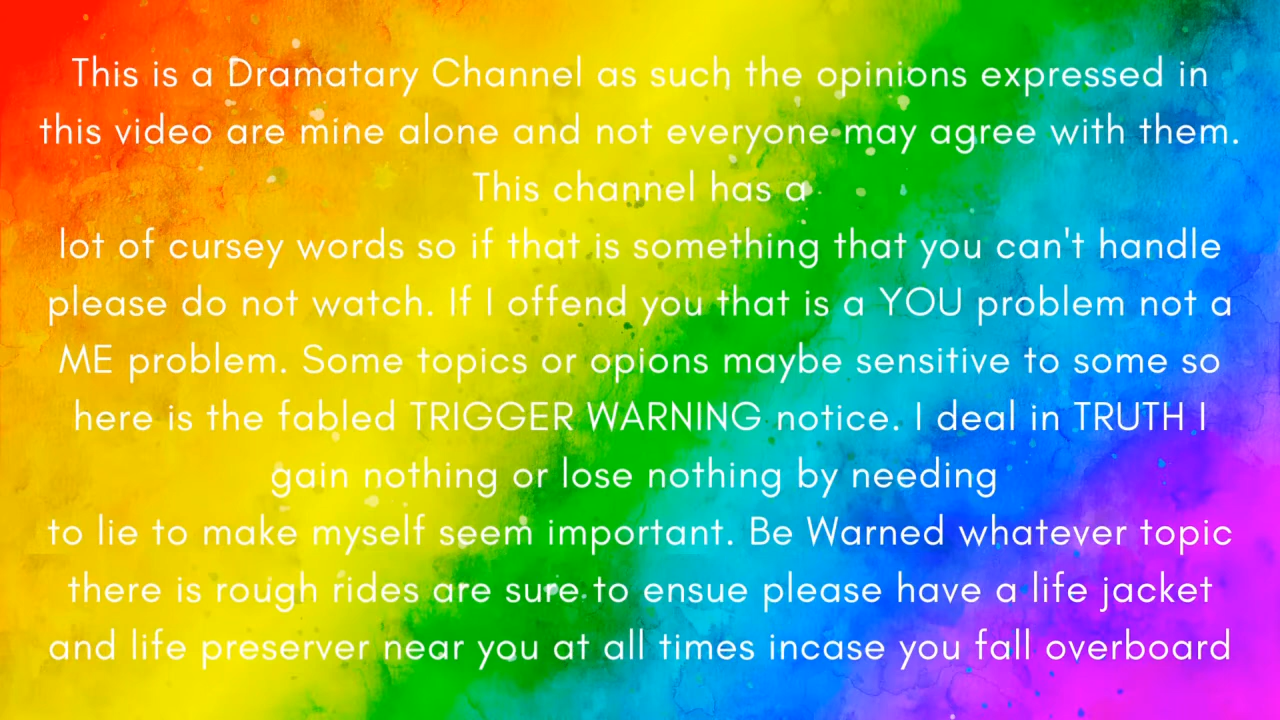 This is a Dramatary Channel as such the opinions expressed in
this video are mine alone and not everyone may agree with them.
This channel has a
lot of cursey words so if that is something that you can't handle
please do not watch. If I offend you that is a YOU problem not a
ME problem. Some topics or opions maybe sensitive to some so
here is the fabled TRIGGER WARNING notice. I deal in TRUTH I
gain nothing or lose nothing by needing
to lie to make myself seem important. Be Warned whatever topic
there is rough rides are sure to ensue please have a life jacket
and life preserver near you at all times incase you fall overboard